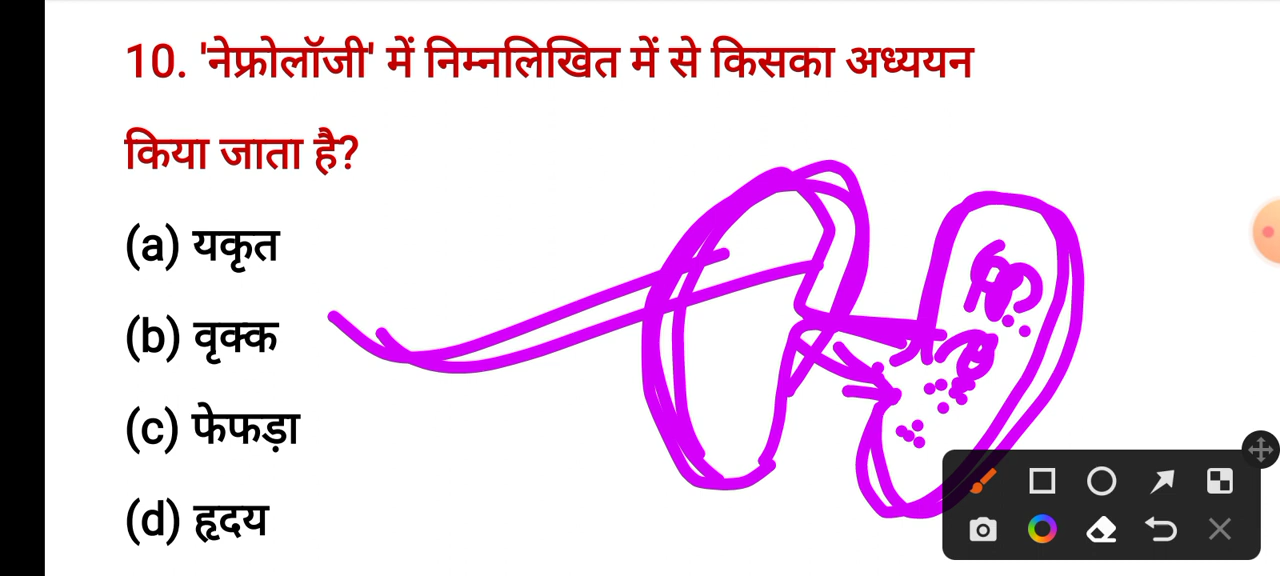 10. 'नेफ्रोलॉजी' में निम्नलिखित में से किसका अध्ययन
किया जाता है?
(a) यकृत
(b) वृक्क
(c) फेफड़ा
(d) हृदय